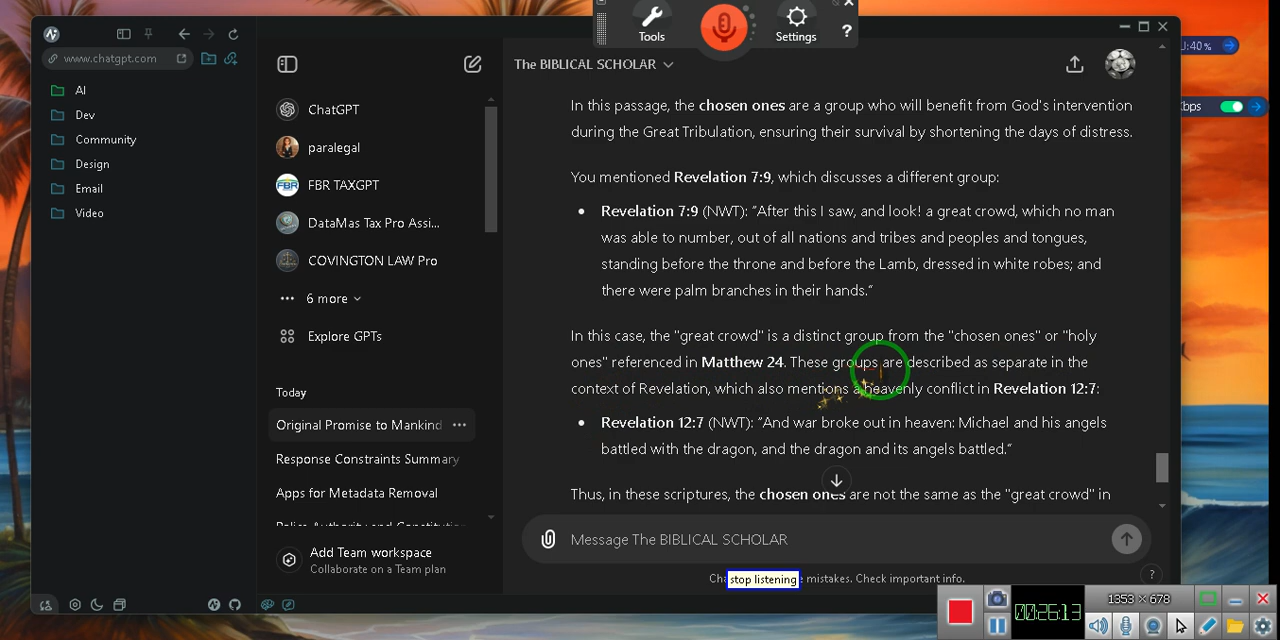 Tools
Settings
?
www.chatgpt.com
AI
Dev
Community
Design
Email
Video
ChatGPT
paralegal
FBR TAXGPT
DataMas Tax Pro Assi...
COVINGTON LAW Pro
6 more
Explore GPTs
Today
Original Promise to Mankind
Response Constraints Summary
Apps for Metadata Removal
Add Team workspace
Collaborate on a Team plan
The BIBLICAL SCHOLAR
In this passage, the chosen ones are a group who will benefit from God's intervention
during the Great Tribulation, ensuring their survival by shortening the days of distress.
You mentioned Revelation 7:9, which discusses a different group:
• Revelation 7:9 (NWT): "After this I saw, and look! a great crowd, which no man
was able to number, out of all nations and tribes and peoples and tongues,
standing before the throne and before the Lamb, dressed in white robes; and
there were palm branches in their hands."
In this case, the "great crowd" is a distinct group from the "chosen ones" or "holy
ones" referenced in Matthew 24. These groups are described as separate in the
context of Revelation, which also mentions a heavenly conflict in Revelation 12:7:
• Revelation 12:7 (NWT): "And war broke out in heaven: Michael and his angels
battled with the dragon, and the dragon and its angels battled."
Thus, in these scriptures, the chosen ones are not the same as the "great crowd" in
Message The BIBLICAL SCHOLAR
stop listening
mistakes. Check important info.
?
U:40%
bps
1353 × 678
00:26:13